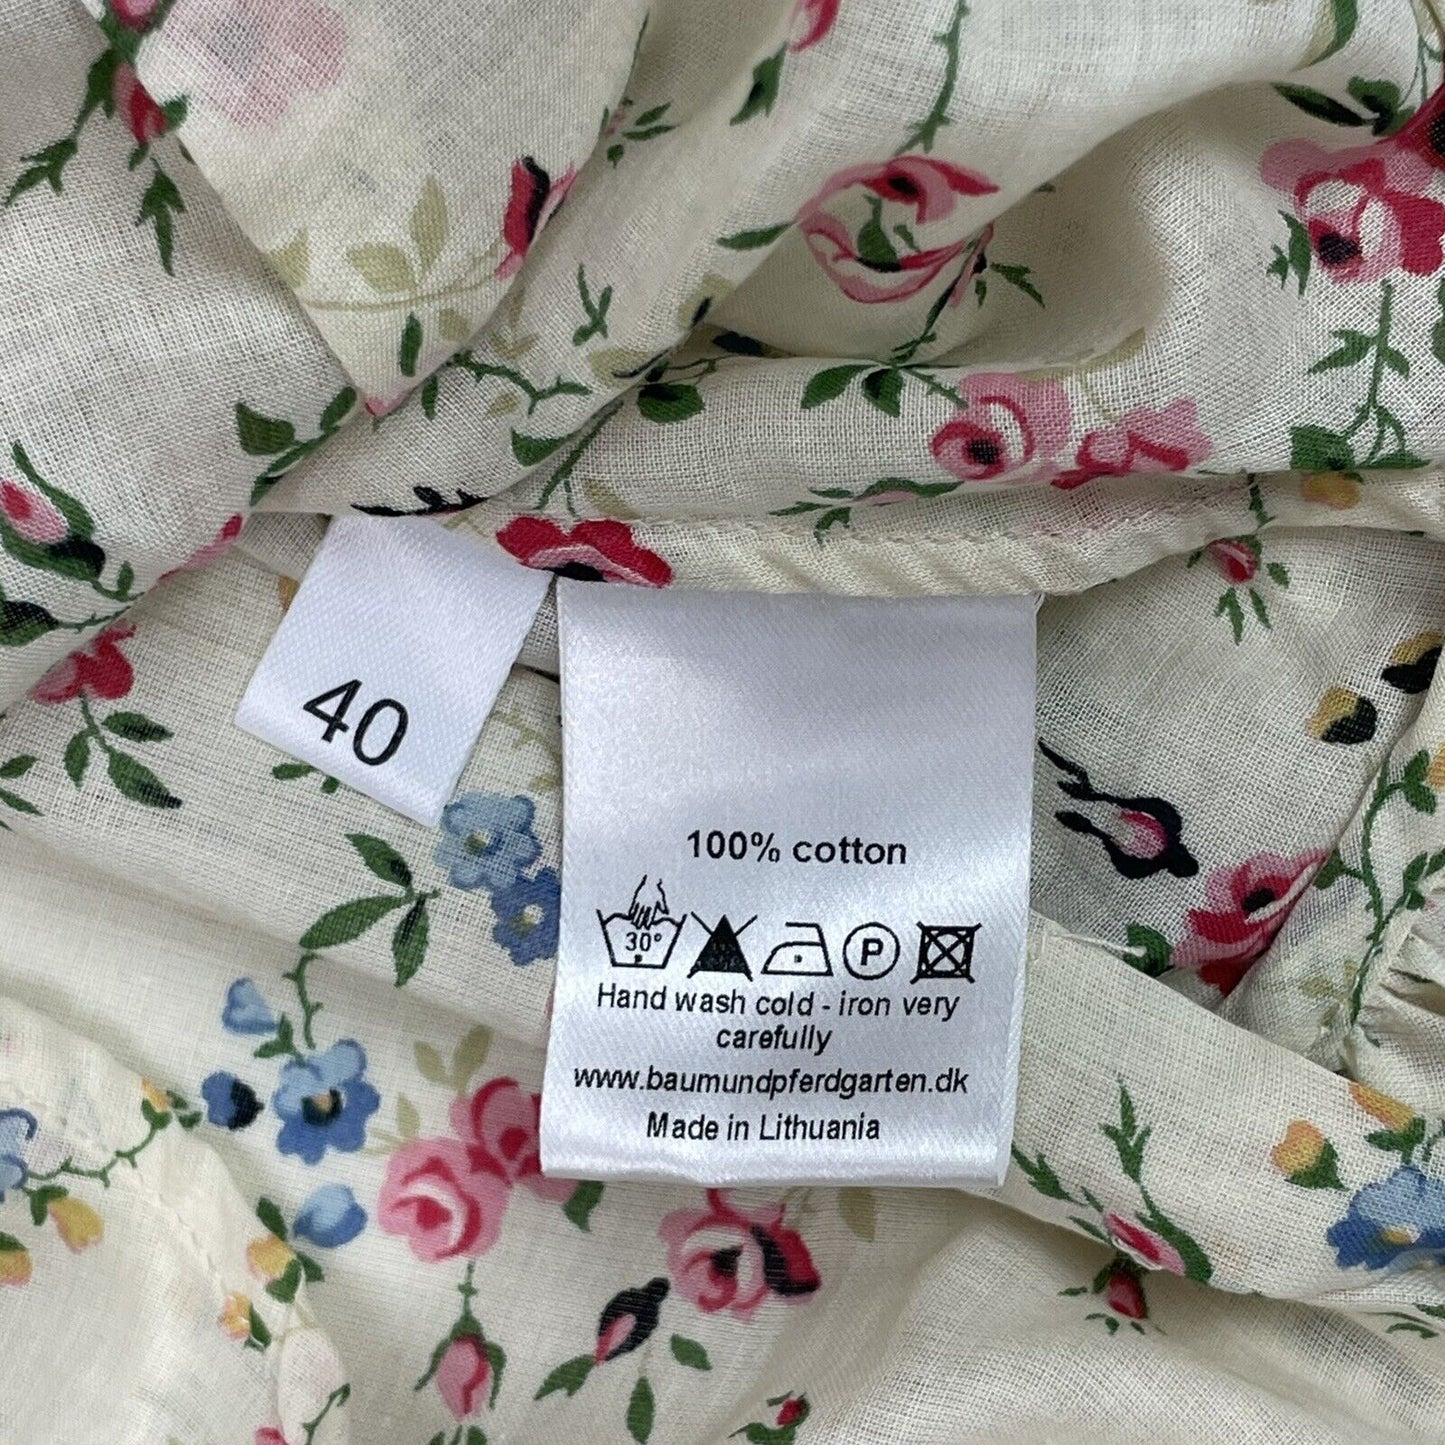 40
100% cotton
30°
P
Hand wash cold - iron very
carefully
www.baumundpferdgarten.dk
Made in Lithuania